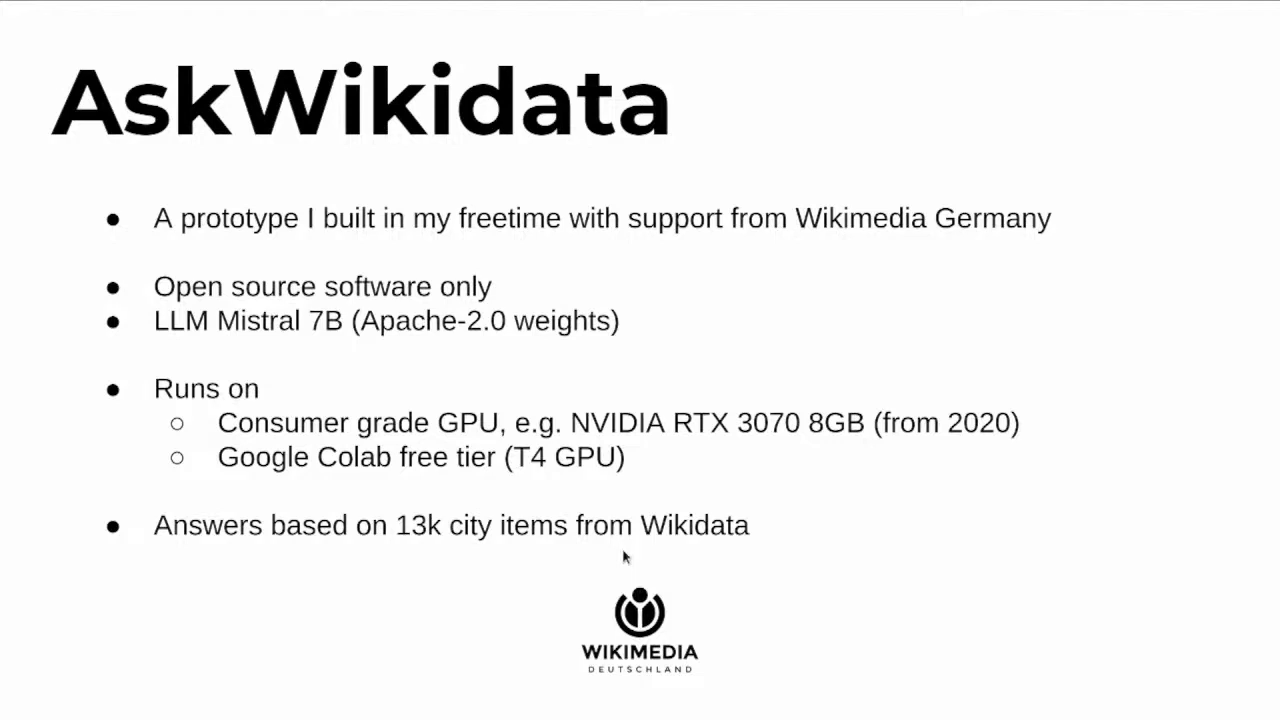 AskWikidata
● A prototype I built in my freetime with support from Wikimedia Germany
● Open source software only
● LLM Mistral 7B (Apache-2.0 weights)
● Runs on
○ Consumer grade GPU, e.g. NVIDIA RTX 3070 8GB (from 2020)
○ Google Colab free tier (T4 GPU)
● Answers based on 13k city items from Wikidata
WIKIMEDIA
DEUTSCHLAND